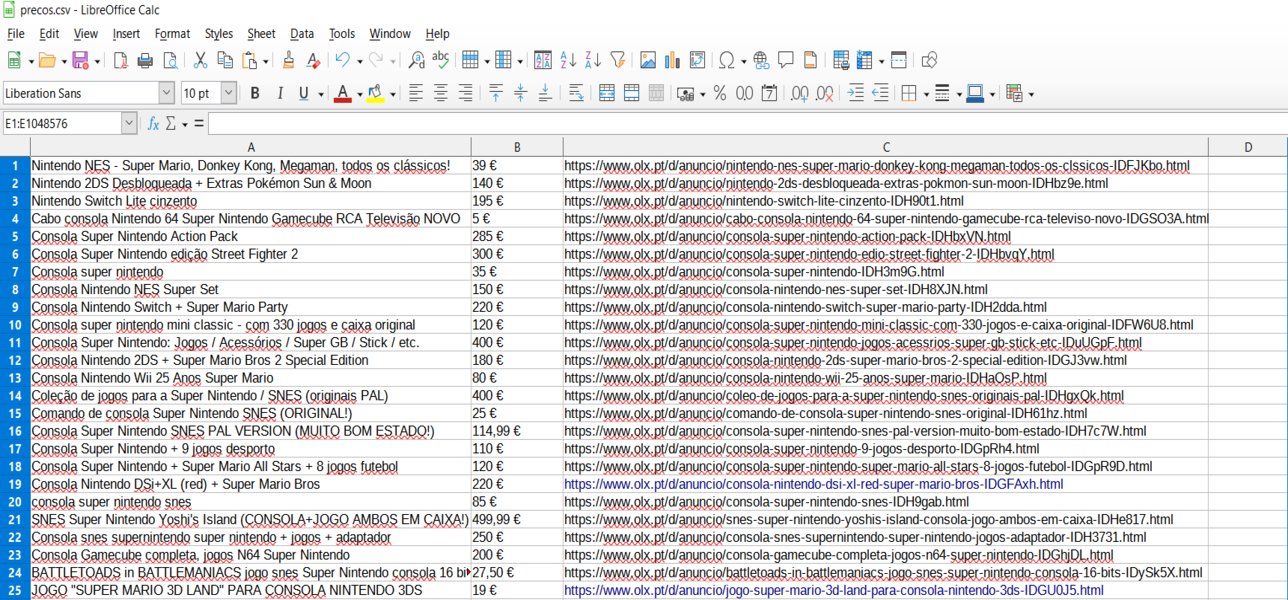 precos.csv - LibreOffice Calc
File Edit View Insert Format Styles Sheet Data Tools Window Help
Liberation Sans 10 pt B I U A % 0,0 7 .00 .00
E1:E1048576 fx Σ =
A B C D
1 Nintendo NES - Super Mario, Donkey Kong, Megaman, todos os clássicos! 39 € https://www.olx.pt/d/anuncio/nintendo-nes-super-mario-donkey-kong-megaman-todos-os-clssicos-IDFJKbo.html
2 Nintendo 2DS Desbloqueada + Extras Pokémon Sun & Moon 140 € https://www.olx.pt/d/anuncio/nintendo-2ds-desbloqueada-extras-pokmon-sun-moon-IDHbz9e.html
3 Nintendo Switch Lite cinzento 195 € https://www.olx.pt/d/anuncio/nintendo-switch-lite-cinzento-IDH90t1.html
4 Cabo consola Nintendo 64 Super Nintendo Gamecube RCA Televisão NOVO 5 € https://www.olx.pt/d/anuncio/cabo-consola-nintendo-64-super-nintendo-gamecube-rca-televiso-novo-IDGSO3A.html
5 Consola Super Nintendo Action Pack 285 € https://www.olx.pt/d/anuncio/consola-super-nintendo-action-pack-IDHbxVN.html
6 Consola Super Nintendo edição Street Fighter 2 300 € https://www.olx.pt/d/anuncio/consola-super-nintendo-edio-street-fighter-2-IDHbvqY.html
7 Consola super nintendo 35 € https://www.olx.pt/d/anuncio/consola-super-nintendo-IDH3m9G.html
8 Consola Nintendo NES Super Set 150 € https://www.olx.pt/d/anuncio/consola-nintendo-nes-super-set-IDH8XJN.html
9 Consola Nintendo Switch + Super Mario Party 220 € https://www.olx.pt/d/anuncio/consola-nintendo-switch-super-mario-party-IDH2dda.html
10 Consola super nintendo mini classic - com 330 jogos e caixa original 120 € https://www.olx.pt/d/anuncio/consola-super-nintendo-mini-classic-com-330-jogos-e-caixa-original-IDFW6U8.html
11 Consola Super Nintendo: Jogos / Acessórios / Super GB / Stick / etc. 400 € https://www.olx.pt/d/anuncio/consola-super-nintendo-jogos-acessrios-super-gb-stick-etc-IDuUGpF.html
12 Consola Nintendo 2DS + Super Mario Bros 2 Special Edition 180 € https://www.olx.pt/d/anuncio/consola-nintendo-2ds-super-mario-bros-2-special-edition-IDGJ3vw.html
13 Consola Nintendo Wii 25 Anos Super Mario 80 € https://www.olx.pt/d/anuncio/consola-nintendo-wii-25-anos-super-mario-IDHaOsP.html
14 Coleção de jogos para a Super Nintendo / SNES (originais PAL) 400 € https://www.olx.pt/d/anuncio/coleo-de-jogos-para-a-super-nintendo-snes-originais-pal-IDHgxQk.html
15 Comando de consola Super Nintendo SNES (ORIGINAL!) 25 € https://www.olx.pt/d/anuncio/comando-de-consola-super-nintendo-snes-original-IDH61hz.html
16 Consola Super Nintendo SNES PAL VERSION (MUITO BOM ESTADO!) 114,99 € https://www.olx.pt/d/anuncio/consola-super-nintendo-snes-pal-version-muito-bom-estado-IDH7c7W.html
17 Consola Super Nintendo + 9 jogos desporto 110 € https://www.olx.pt/d/anuncio/consola-super-nintendo-9-jogos-desporto-IDGpRh4.html
18 Consola Super Nintendo + Super Mario All Stars + 8 jogos futebol 120 € https://www.olx.pt/d/anuncio/consola-super-nintendo-super-mario-all-stars-8-jogos-futebol-IDGpR9D.html
19 Consola Nintendo DSi+XL (red) + Super Mario Bros 220 € https://www.olx.pt/d/anuncio/consola-nintendo-dsi-xl-red-super-mario-bros-IDGFAxh.html
20 consola super nintendo snes 85 € https://www.olx.pt/d/anuncio/consola-super-nintendo-snes-IDH9gab.html
21 SNES Super Nintendo Yoshi's Island (CONSOLA+JOGO AMBOS EM CAIXA!) 499,99 € https://www.olx.pt/d/anuncio/snes-super-nintendo-yoshis-island-consola-jogo-ambos-em-caixa-IDHe817.html
22 Consola snes supernintendo super nintendo + jogos + adaptador 250 € https://www.olx.pt/d/anuncio/consola-snes-supernintendo-super-nintendo-jogos-adaptador-IDH3731.html
23 Consola Gamecube completa, jogos N64 Super Nintendo 200 € https://www.olx.pt/d/anuncio/consola-gamecube-completa-jogos-n64-super-nintendo-IDGhjDL.html
24 BATTLETOADS in BATTLEMANIACS jogo snes Super Nintendo consola 16 bi 27,50 € https://www.olx.pt/d/anuncio/battletoads-in-battlemaniacs-jogo-snes-super-nintendo-consola-16-bits-IDySk5X.html
25 JOGO "SUPER MARIO 3D LAND" PARA CONSOLA NINTENDO 3DS 19 € https://www.olx.pt/d/anuncio/jogo-super-mario-3d-land-para-consola-nintendo-3ds-IDGU0J5.html